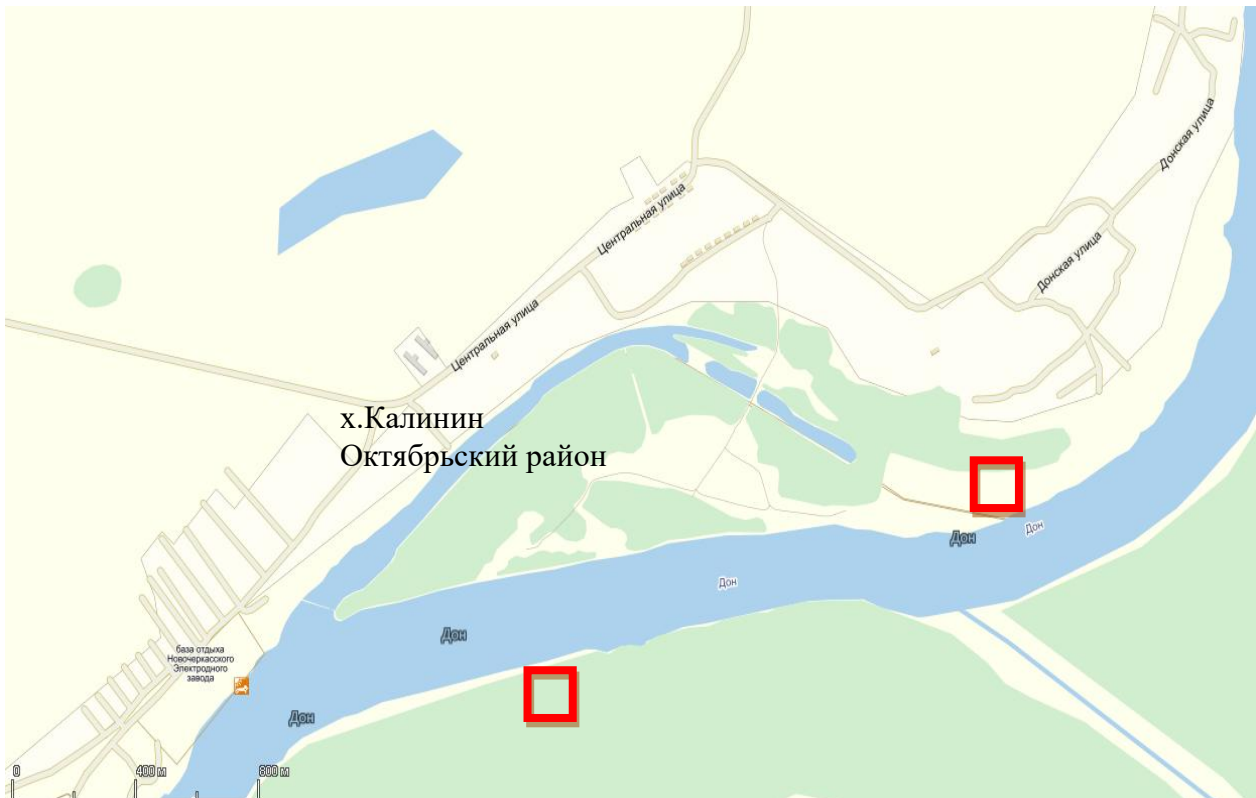 Донская улица
Центральная улица
Донская улица
Центральная улица
х.Калинин
Октябрьский район
Дон
Дон
Дон
Дон
база отдыха
Новочеркасского
Электродного
завода
Дон
0 400 м 800 м